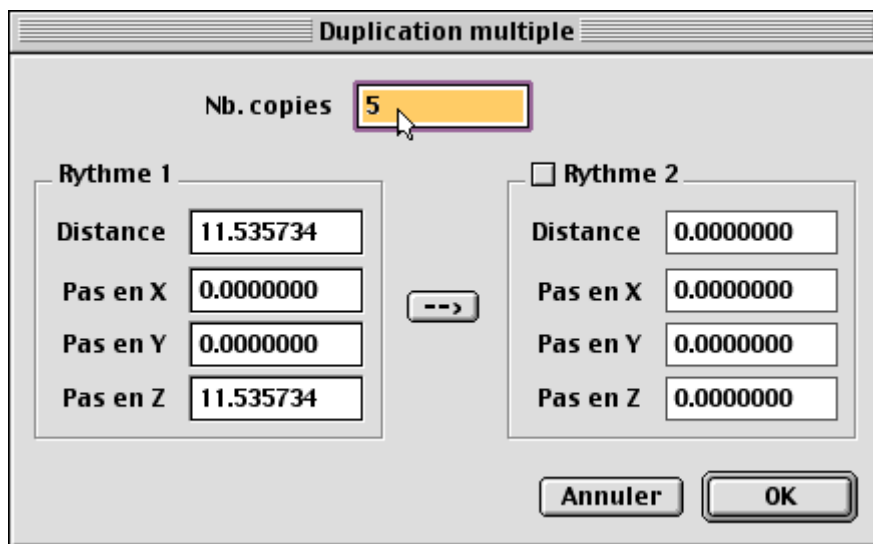 Duplication multiple
Nb. copies 5
Rythme 1
Distance 11.535734
Pas en X 0.0000000
Pas en Y 0.0000000
Pas en Z 11.535734
-->
Rythme 2
Distance 0.0000000
Pas en X 0.0000000
Pas en Y 0.0000000
Pas en Z 0.0000000
Annuler OK